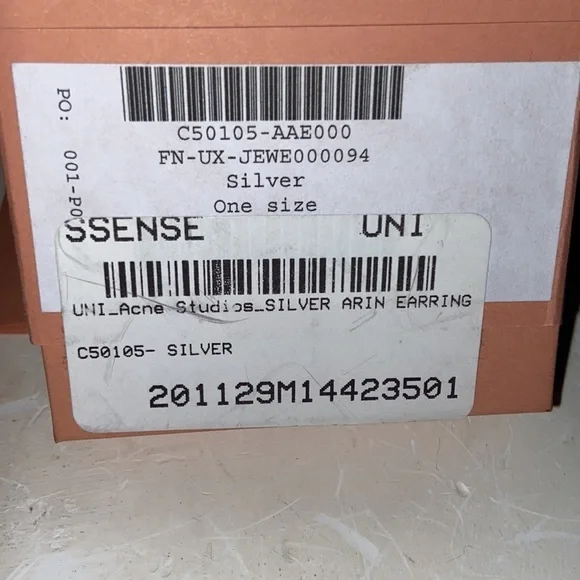 C50105-AAE000
FN-UX-JEWE000094
Silver
One size
PO: 001-P0
SSENSE UNI
UNI_Acne Studios_SILVER ARIN EARRING
C50105- SILVER
201129M14423501